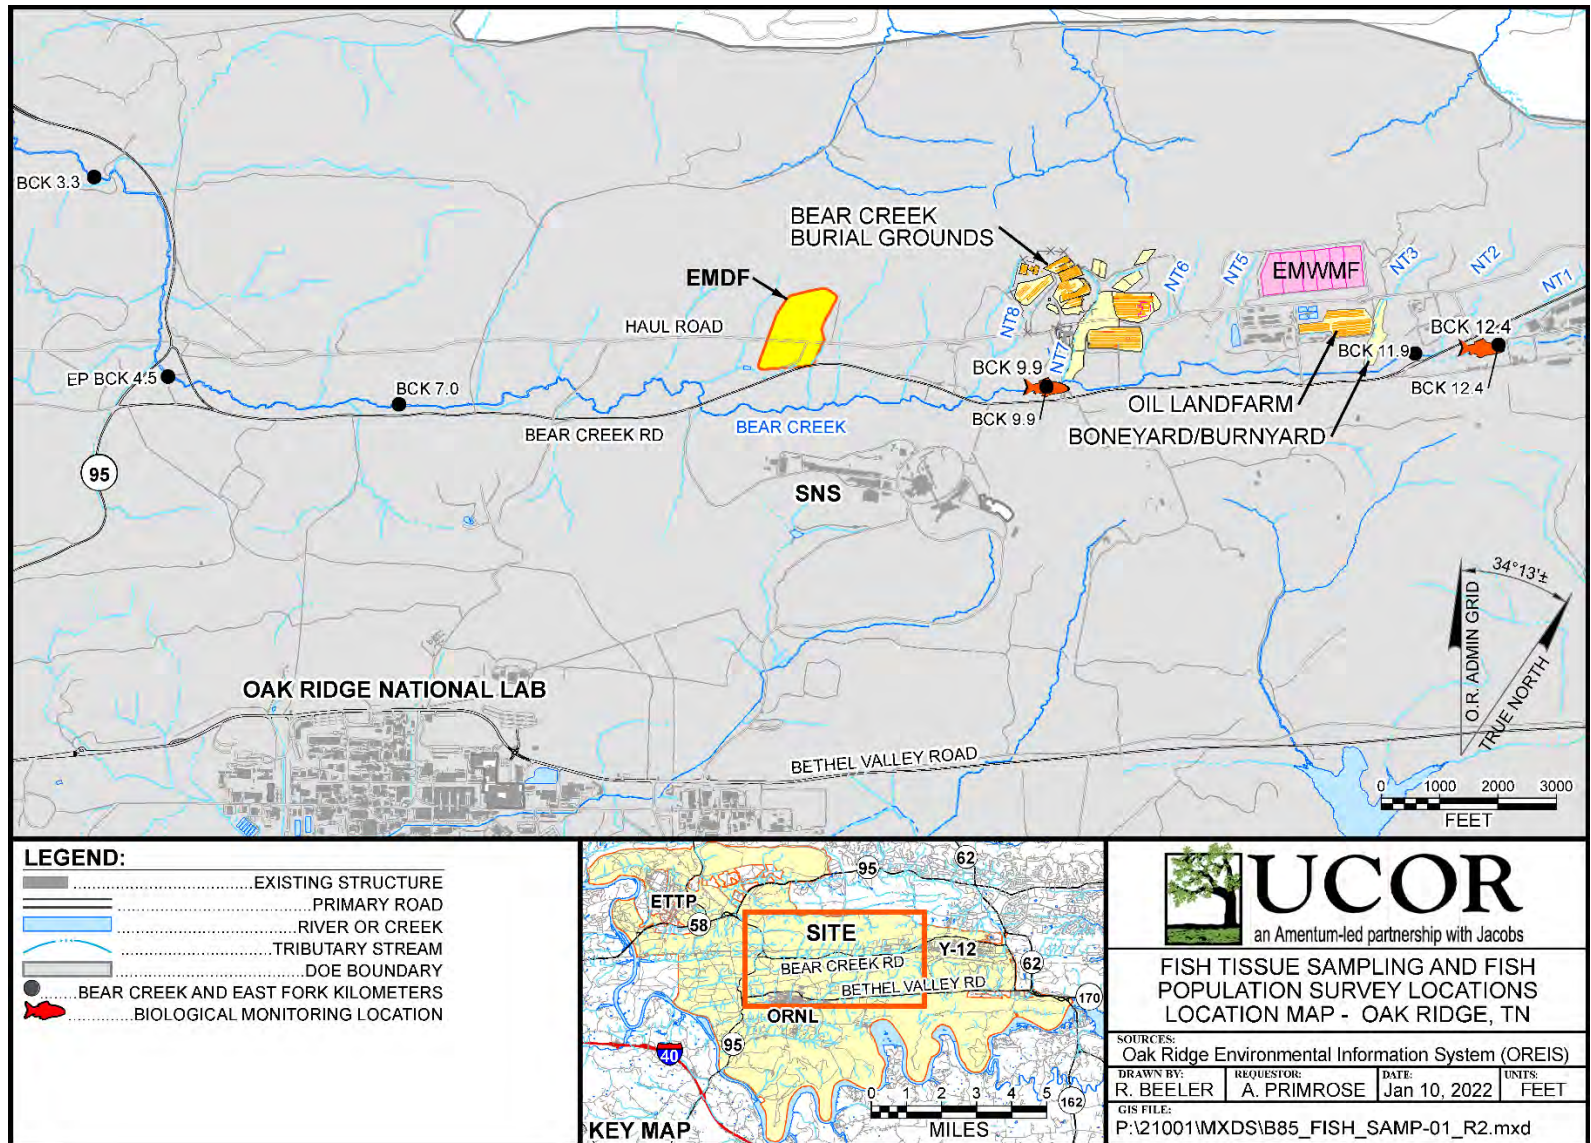 BCK 3.3
BEAR CREEK
BURIAL GROUNDS
EMDF
HAUL ROAD
NT8
NT7
NT6
NT5
EMWMF
NT3
NT2
NT1
BCK 12.4
BCK 11.9
BCK 12.4
EP BCK 4.5
BCK 7.0
BCK 9.9
BCK 9.9
OIL LANDFARM
BONEYARD/BURNYARD
BEAR CREEK RD
BEAR CREEK
95
SNS
34°13'±
O.R. ADMIN GRID
TRUE NORTH
OAK RIDGE NATIONAL LAB
BETHEL VALLEY ROAD
0 1000 2000 3000
FEET
LEGEND:
EXISTING STRUCTURE
PRIMARY ROAD
RIVER OR CREEK
TRIBUTARY STREAM
DOE BOUNDARY
BEAR CREEK AND EAST FORK KILOMETERS
BIOLOGICAL MONITORING LOCATION
62
95
ETTP
58
SITE
Y-12
BEAR CREEK RD
62
BETHEL VALLEY RD
170
ORNL
95
40
0 1 2 3 4 5
162
KEY MAP
MILES
UCOR
an Amentum-led partnership with Jacobs
FISH TISSUE SAMPLING AND FISH
POPULATION SURVEY LOCATIONS
LOCATION MAP - OAK RIDGE, TN
SOURCES:
Oak Ridge Environmental Information System (OREIS)
DRAWN BY:
R. BEELER
REQUESTOR:
A. PRIMROSE
DATE:
Jan 10, 2022
UNITS:
FEET
GIS FILE:
P:\21001\MXDS\B85_FISH_SAMP-01_R2.mxd